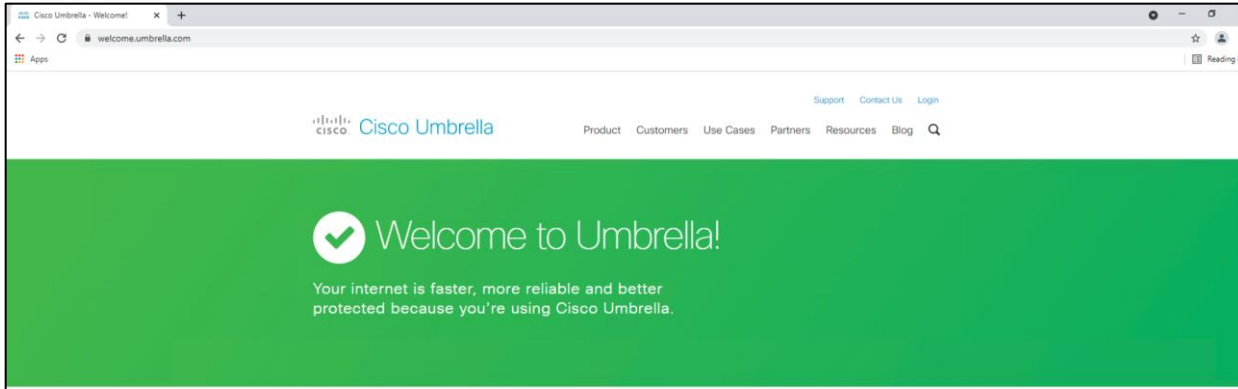 Cisco Umbrella - Welcome!
welcome.umbrella.com
Apps
Reading
Support Contact Us Login
CISCO Cisco Umbrella
Product Customers Use Cases Partners Resources Blog
Welcome to Umbrella!
Your internet is faster, more reliable and better
protected because you're using Cisco Umbrella.